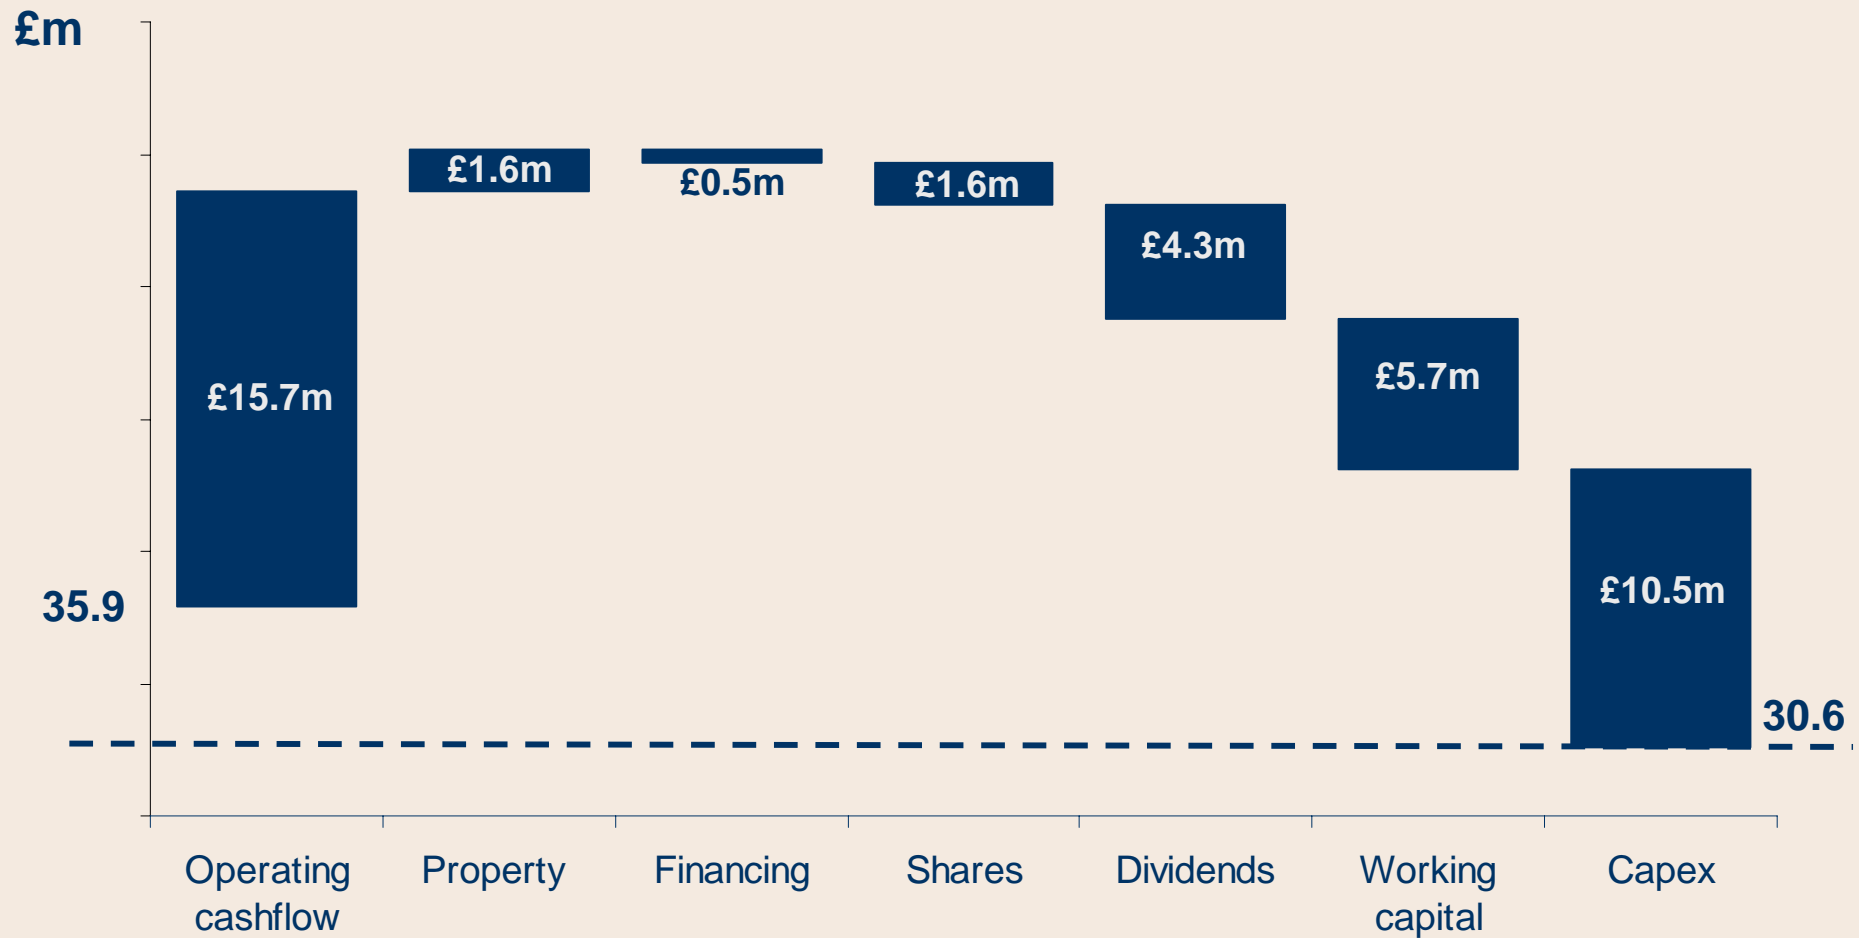 £m
£1.6m
£0.5m
£1.6m
£4.3m
£5.7m
£15.7m
£10.5m
35.9
30.6
Operating
cashflow
Property
Financing
Shares
Dividends
Working
capital
Capex